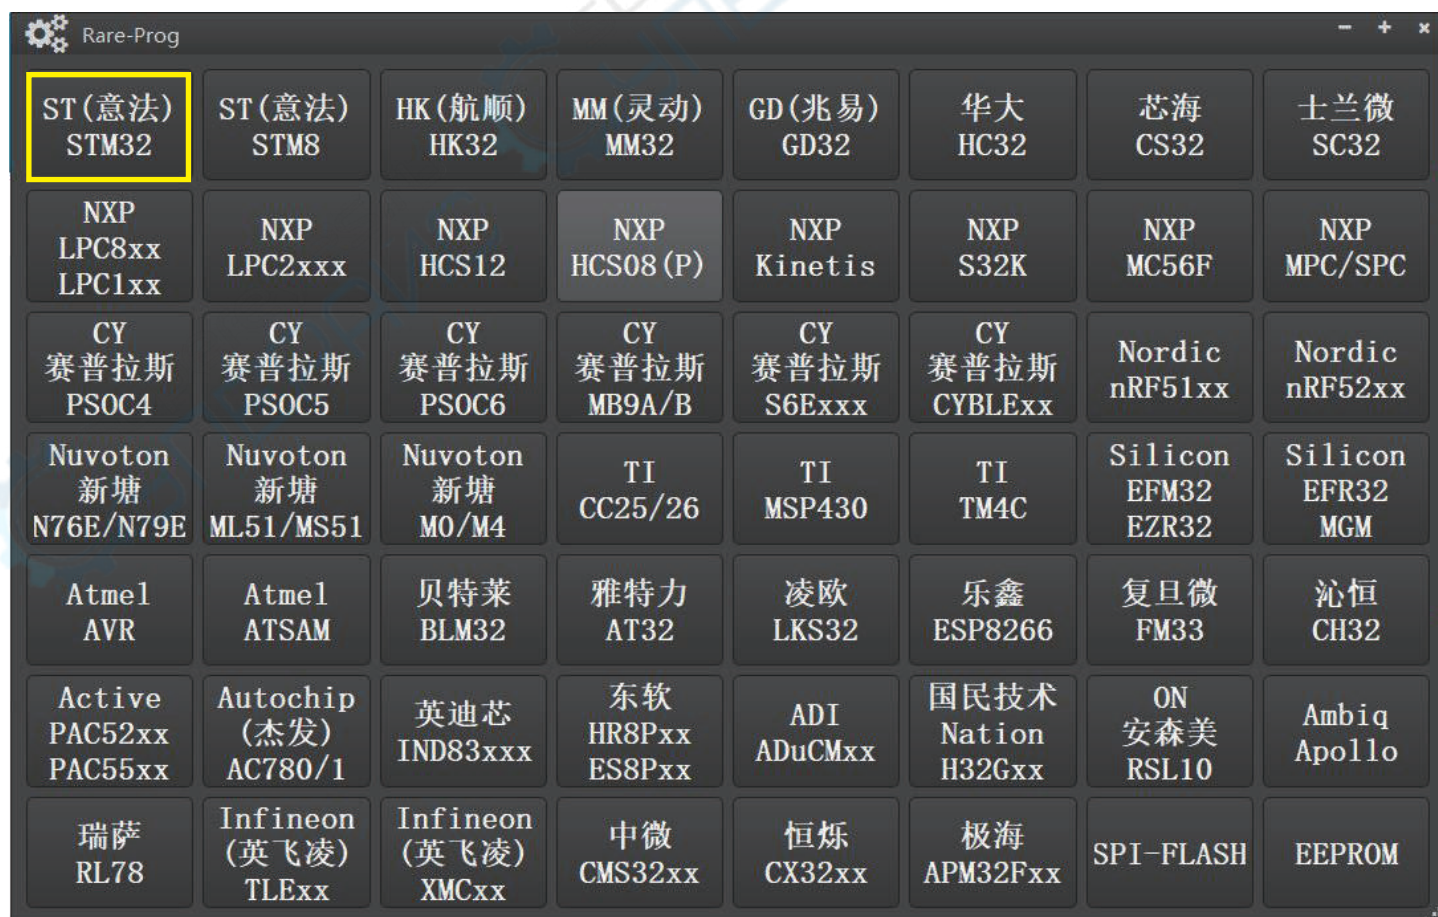 Rare-Prog
ST(意法)
STM32
ST(意法)
STM8
HK(航顺)
HK32
MM(灵动)
MM32
GD(兆易)
GD32
华大
HC32
芯海
CS32
士兰微
SC32
NXP
LPC8xx
LPC1xx
NXP
LPC2xxx
NXP
HCS12
NXP
HCS08(P)
NXP
Kinetis
NXP
S32K
NXP
MC56F
NXP
MPC/SPC
CY
赛普拉斯
PSOC4
CY
赛普拉斯
PSOC5
CY
赛普拉斯
PSOC6
CY
赛普拉斯
MB9A/B
CY
赛普拉斯
S6Exxx
CY
赛普拉斯
CYBLExx
Nordic
nRF51xx
Nordic
nRF52xx
Nuvoton
新塘
N76E/N79E
Nuvoton
新塘
ML51/MS51
Nuvoton
新塘
M0/M4
TI
CC25/26
TI
MSP430
TI
TM4C
Silicon
EFM32
EZR32
Silicon
EFR32
MGM
Atmel
AVR
Atmel
ATSAM
贝特莱
BLM32
雅特力
AT32
凌欧
LKS32
乐鑫
ESP8266
复旦微
FM33
沁恒
CH32
Active
PAC52xx
PAC55xx
Autochip
(杰发)
AC780/1
英迪芯
IND83xxx
东软
HR8Pxx
ES8Pxx
ADI
ADuCMxx
国民技术
Nation
H32Gxx
ON
安森美
RSL10
Ambiq
Apollo
瑞萨
RL78
Infineon
(英飞凌)
TLExx
Infineon
(英飞凌)
XMCxx
中微
CMS32xx
恒烁
CX32xx
极海
APM32Fxx
SPI-FLASH
EEPROM